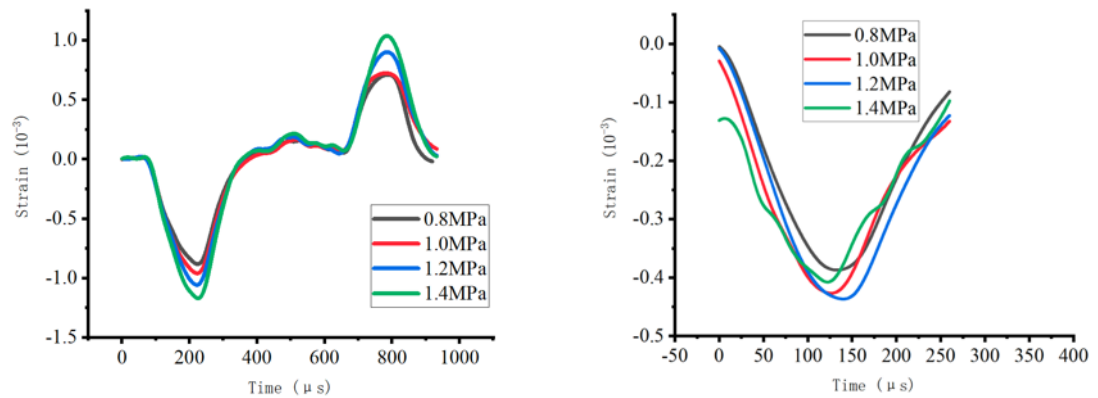 Strain (10⁻³)
1.0
0.5
0.0
-0.5
-1.0
-1.5
0.8MPa
1.0MPa
1.2MPa
1.4MPa
0 200 400 600 800 1000
Time (μs)
Strain (10⁻³)
0.0
-0.1
-0.2
-0.3
-0.4
-0.5
0.8MPa
1.0MPa
1.2MPa
1.4MPa
-50 0 50 100 150 200 250 300 350 400
Time (μs)